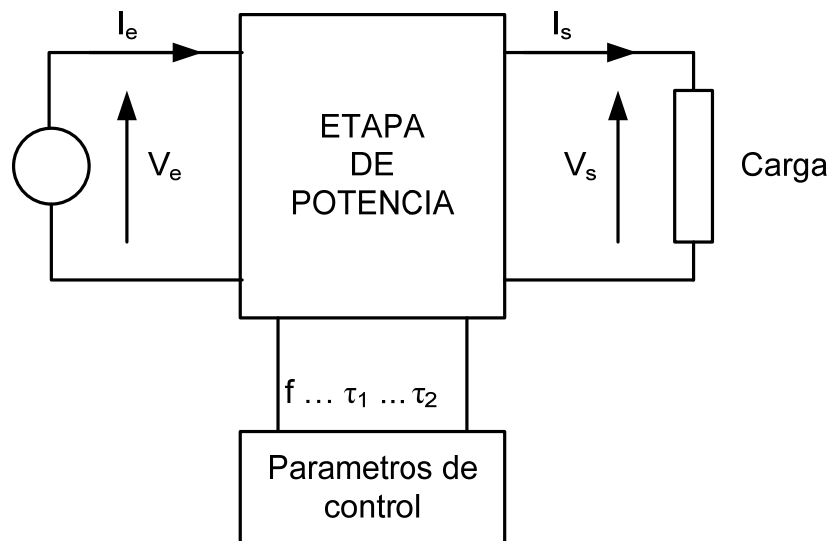 Iₑ
Iₛ
Vₑ
ETAPA
DE
POTENCIA
Vₛ
Carga
f ... τ₁ ... τ₂
Parametros de
control